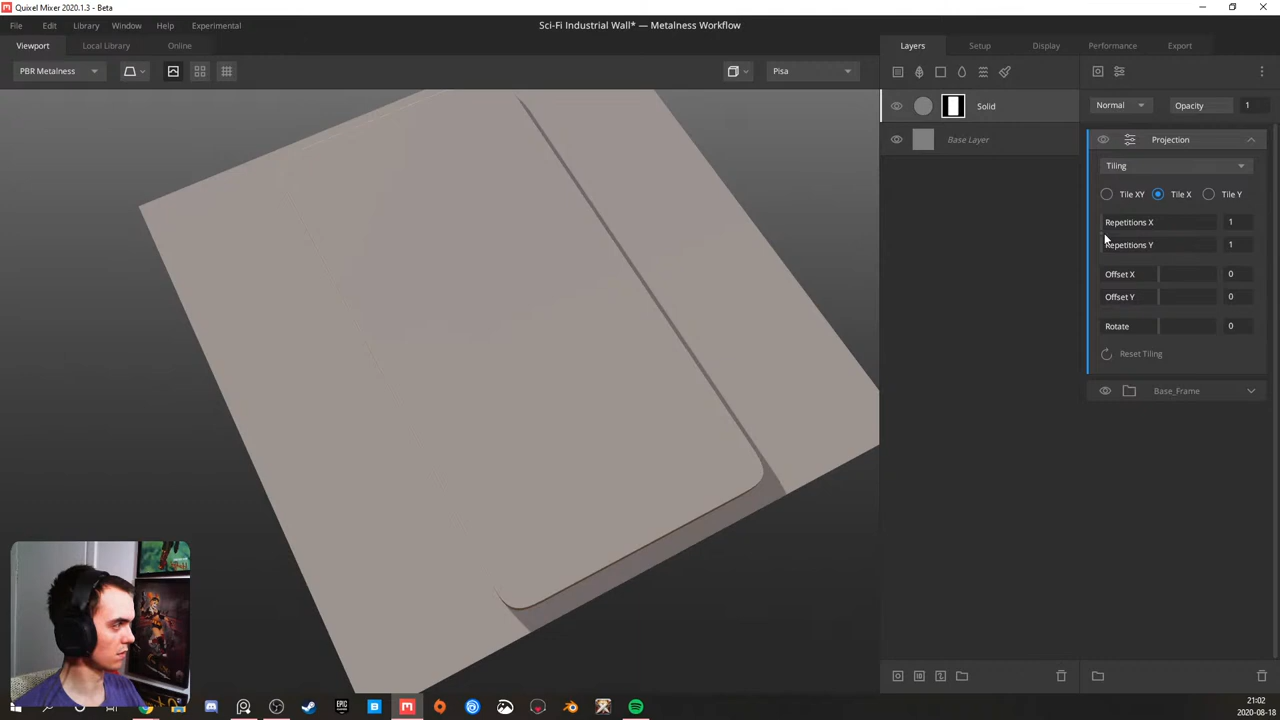 Quixel Mixer 2020.1.3 - Beta
File Edit Library Window Help Experimental
Sci-Fi Industrial Wall* — Metalness Workflow
Viewport Local Library Online
Layers Setup Display Performance Export
PBR Metalness
Pisa
Solid
Base Layer
Normal Opacity 1
Projection
Tiling
Tile XY Tile X Tile Y
Repetitions X 1
Repetitions Y 1
Offset X 0
Offset Y 0
Rotate 0
Reset Tiling
Base_Frame
EPIC
21:02
2020-08-18